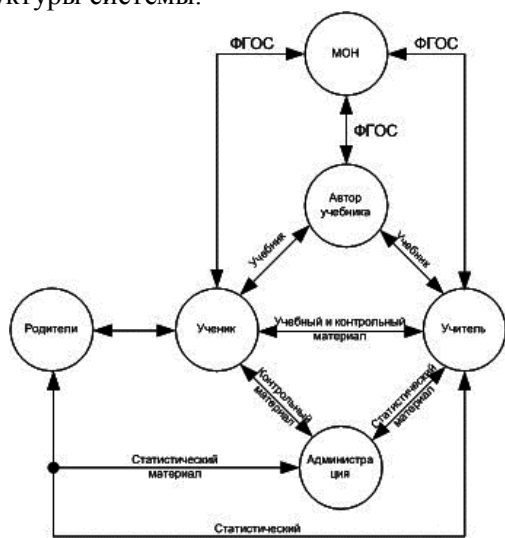 уктуры системы.
ФГОС
МОН
ФГОС
ФГОС
Автор
учебника
Учебник
Учебник
Родители
Ученик
Учебный и контрольный
материал
Учитель
Контрольный
материал
Статистический
материал
Администра
ция
Статистический
материал
Статистический